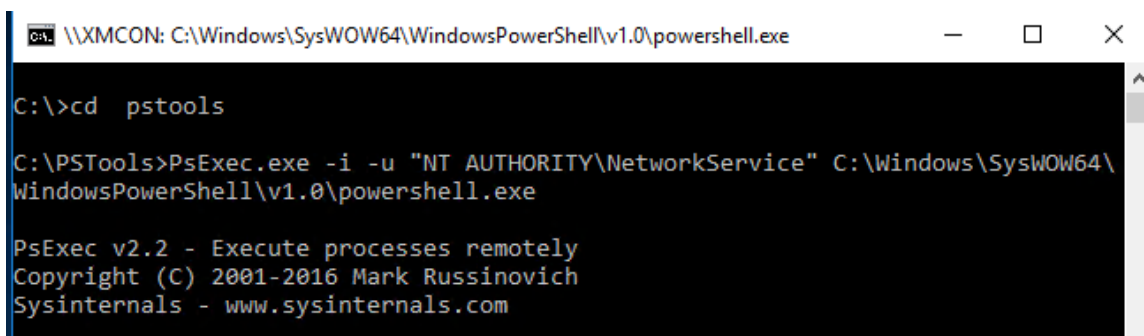 \\XMCON: C:\Windows\SysWOW64\WindowsPowerShell\v1.0\powershell.exe
C:\>cd  pstools
C:\PSTools>PsExec.exe -i -u "NT AUTHORITY\NetworkService" C:\Windows\SysWOW64\
WindowsPowerShell\v1.0\powershell.exe
PsExec v2.2 - Execute processes remotely
Copyright (C) 2001-2016 Mark Russinovich
Sysinternals - www.sysinternals.com